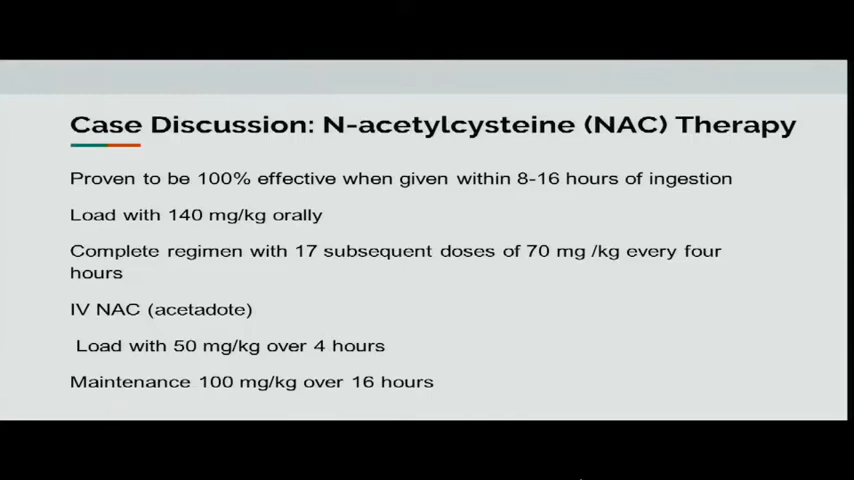 Case Discussion: N-acetylcysteine (NAC) Therapy
Proven to be 100% effective when given within 8-16 hours of ingestion
Load with 140 mg/kg orally
Complete regimen with 17 subsequent doses of 70 mg /kg every four
hours
IV NAC (acetadote)
Load with 50 mg/kg over 4 hours
Maintenance 100 mg/kg over 16 hours